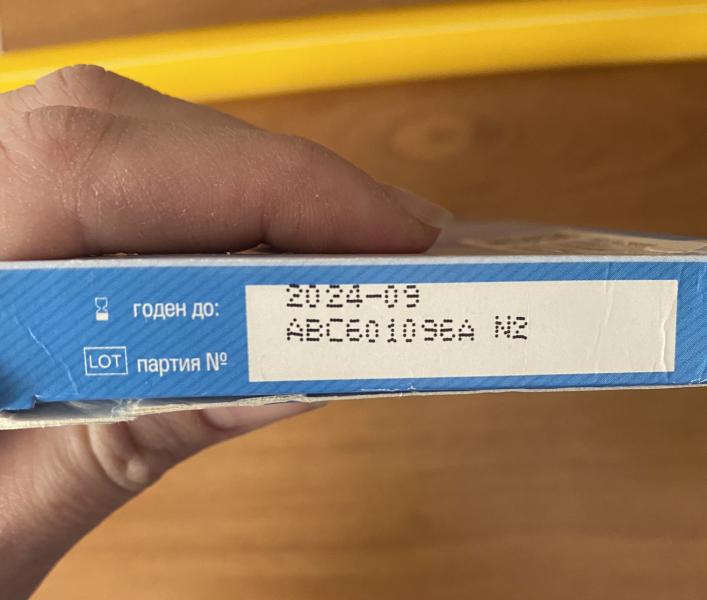 годен до: 2024-09
ABC601096A N2
LOT партия №